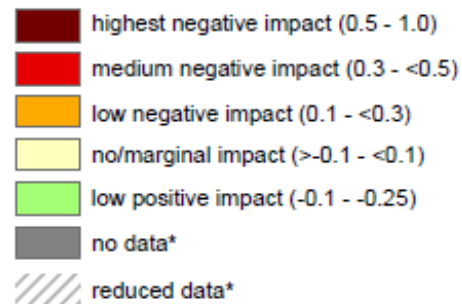 highest negative impact (0.5 - 1.0)
medium negative impact (0.3 - <0.5)
low negative impact (0.1 - <0.3)
no/marginal impact (>-0.1 - <0.1)
low positive impact (-0.1 - -0.25)
no data*
reduced data*